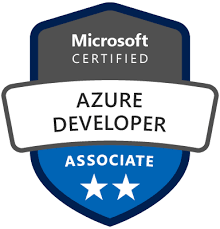 Microsoft
CERTIFIED
AZURE
DEVELOPER
ASSOCIATE